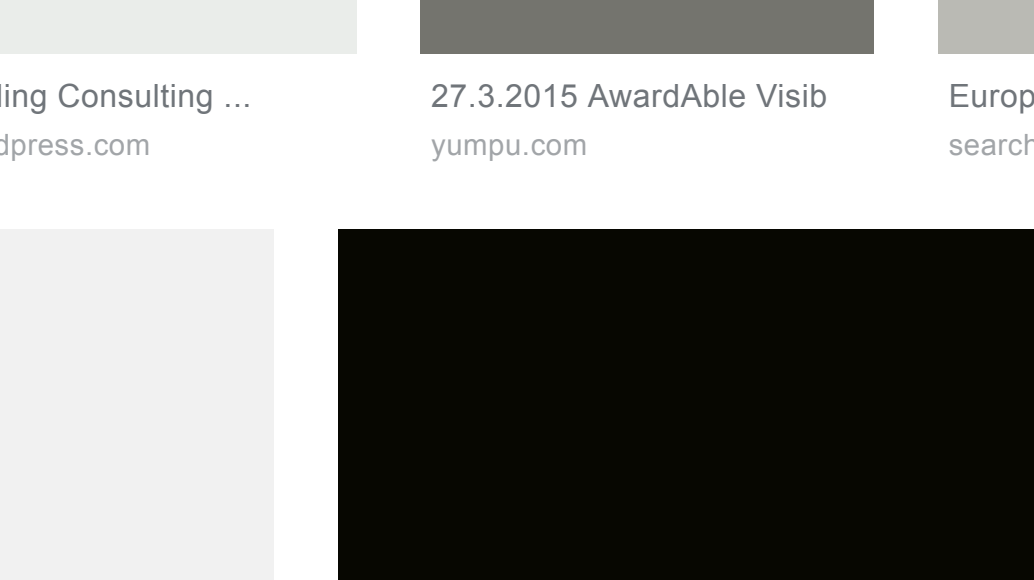 ling Consulting ...
dpress.com
27.3.2015 AwardAble Visib
yumpu.com
Europ
search